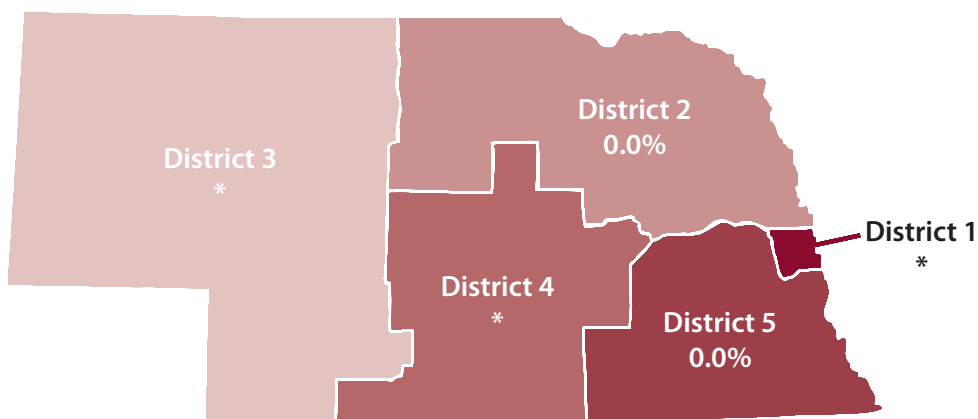 District 2
0.0%
District 3
*
District 1
*
District 4
*
District 5
0.0%